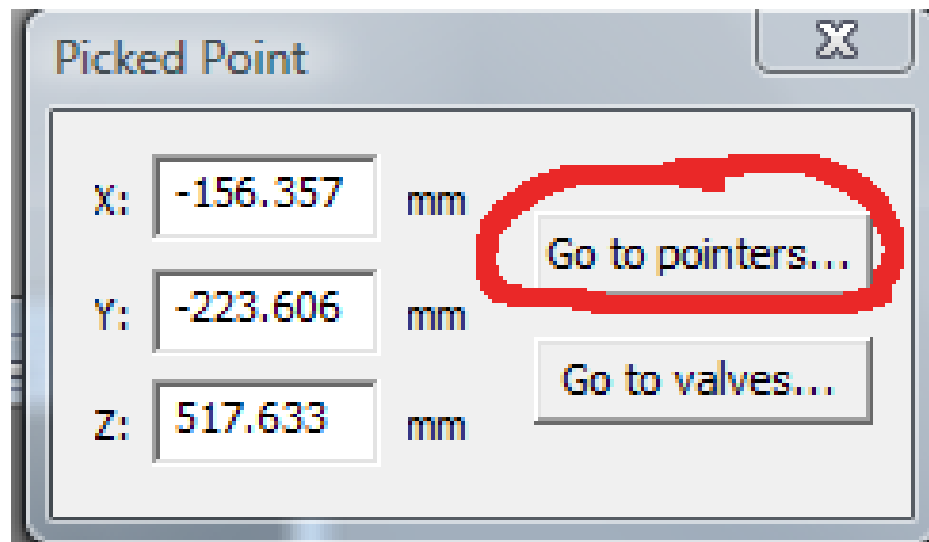 Picked Point
X: -156.357 mm
Go to pointers...
Y: -223.606 mm
Go to valves...
Z: 517.633 mm